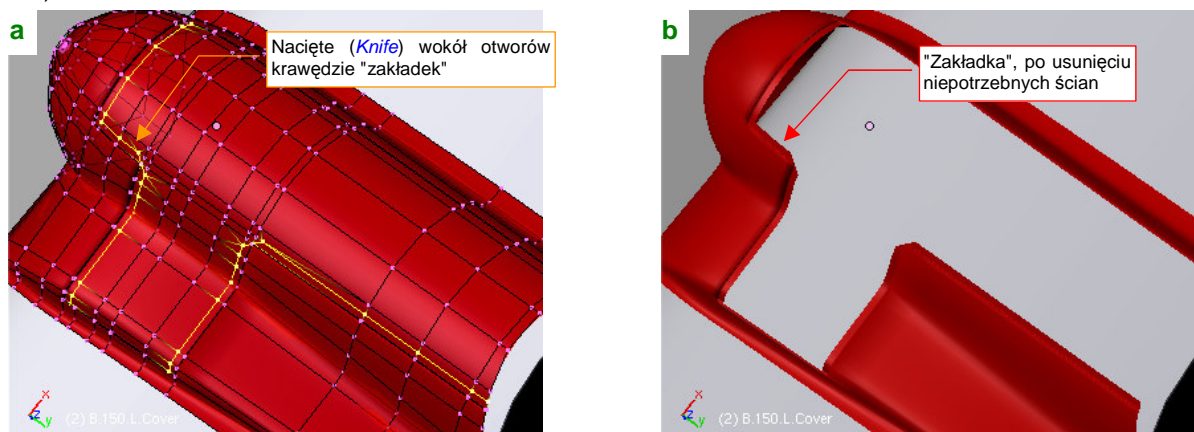 a
Nacięte (Knife) wokół otworów
krawędzie "zakładek"
x
z
y
(2) B.150.L.Cover
b
"Zakładka", po usunięciu
niepotrzebnych ścian
x
z
y
(2) B.150.L.Cover